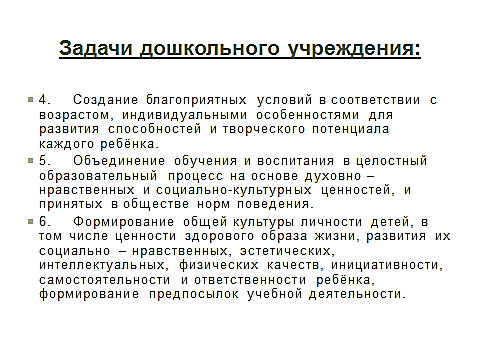 Задачи дошкольного учреждения:
4. Создание благоприятных условий в соответствии с
возрастом, индивидуальными особенностями для
развития способностей и творческого потенциала
каждого ребёнка.
5. Объединение обучения и воспитания в целостный
образовательный процесс на основе духовно –
нравственных и социально-культурных ценностей, и
принятых в обществе норм поведения.
6. Формирование общей культуры личности детей, в
том числе ценности здорового образа жизни, развития их
социально – нравственных, эстетических,
интеллектуальных, физических качеств, инициативности,
самостоятельности и ответственности ребёнка,
формирование предпосылок учебной деятельности.